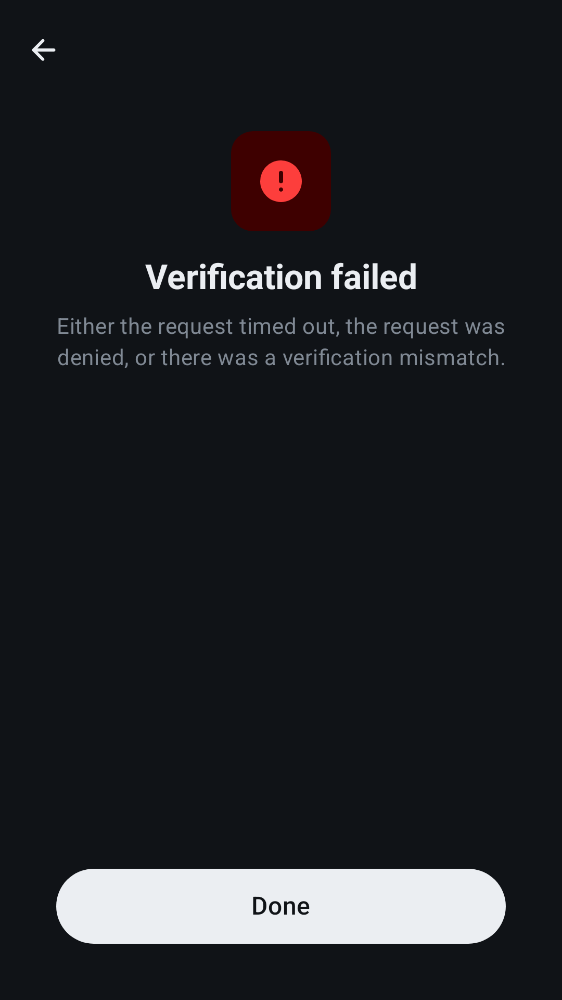 Verification failed
Either the request timed out, the request was
denied, or there was a verification mismatch.
Done